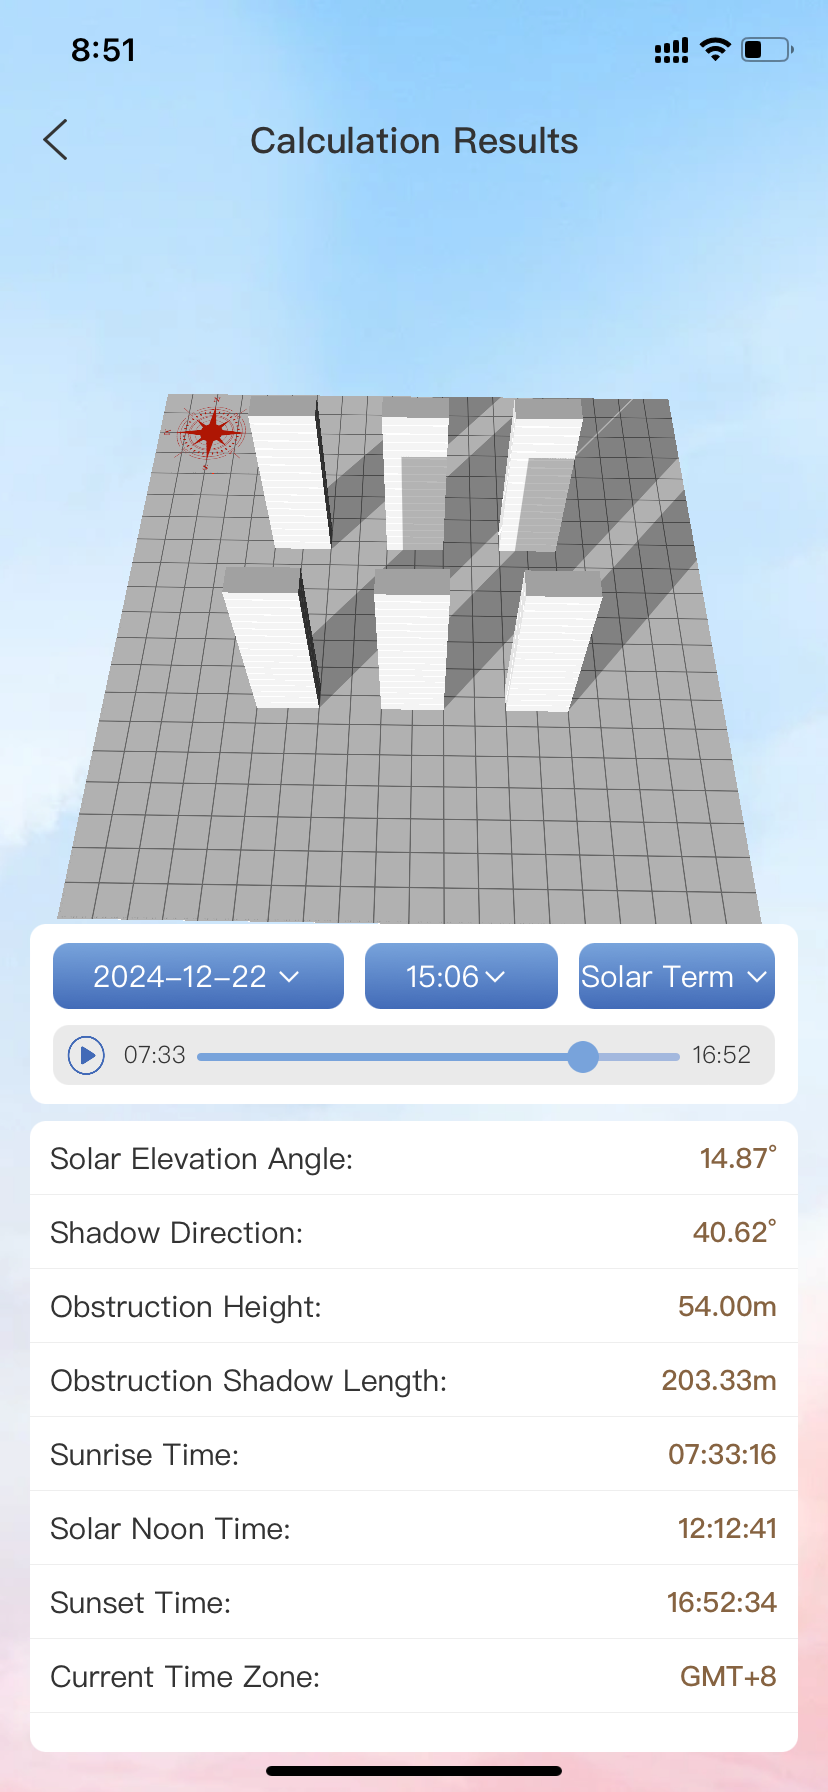 8:51
Calculation Results
2024-12-22
15:06
Solar Term
07:33
16:52
Solar Elevation Angle: 14.87°
Shadow Direction: 40.62°
Obstruction Height: 54.00m
Obstruction Shadow Length: 203.33m
Sunrise Time: 07:33:16
Solar Noon Time: 12:12:41
Sunset Time: 16:52:34
Current Time Zone: GMT+8